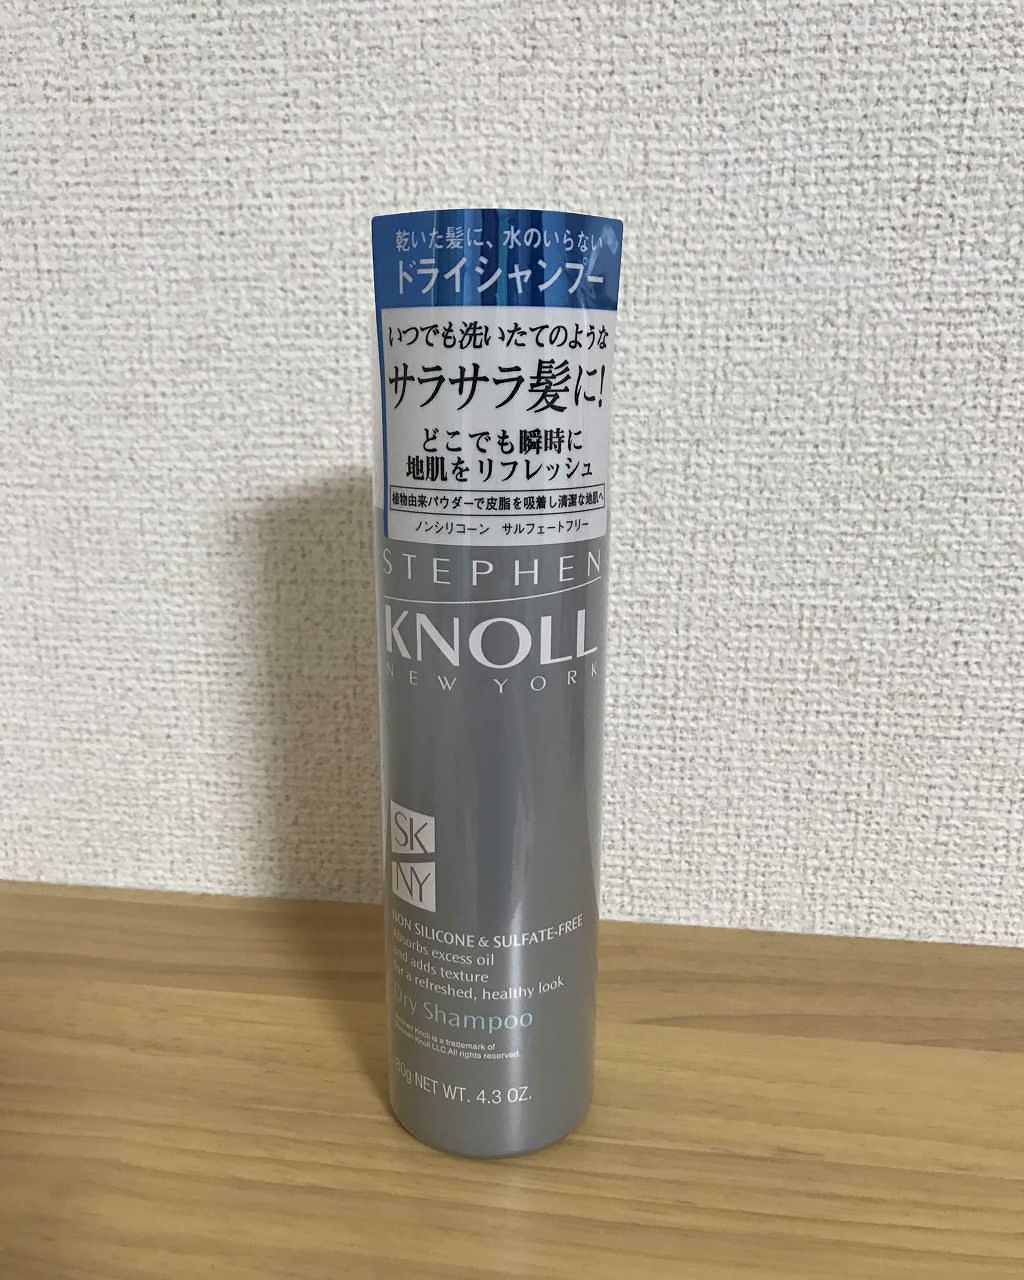 乾いた髪に、水のいらない
ドライシャンプー
いつでも洗いたてのような
サラサラ髪に!
どこでも瞬時に
地肌をリフレッシュ
植物由来パウダーで皮脂を吸着し清潔な地肌へ
ノンシリコーン サルフェートフリー
STEPHEN
KNOLL
NEW YORK
SK
NY
NON SILICONE & SULFATE-FREE
Absorbs excess oil
and adds texture
for a refreshed, healthy look
Dry Shampoo
Stephen Knoll is a trademark of
Stephen Knoll LLC.All rights reserved.
80g NET WT. 4.3 OZ.